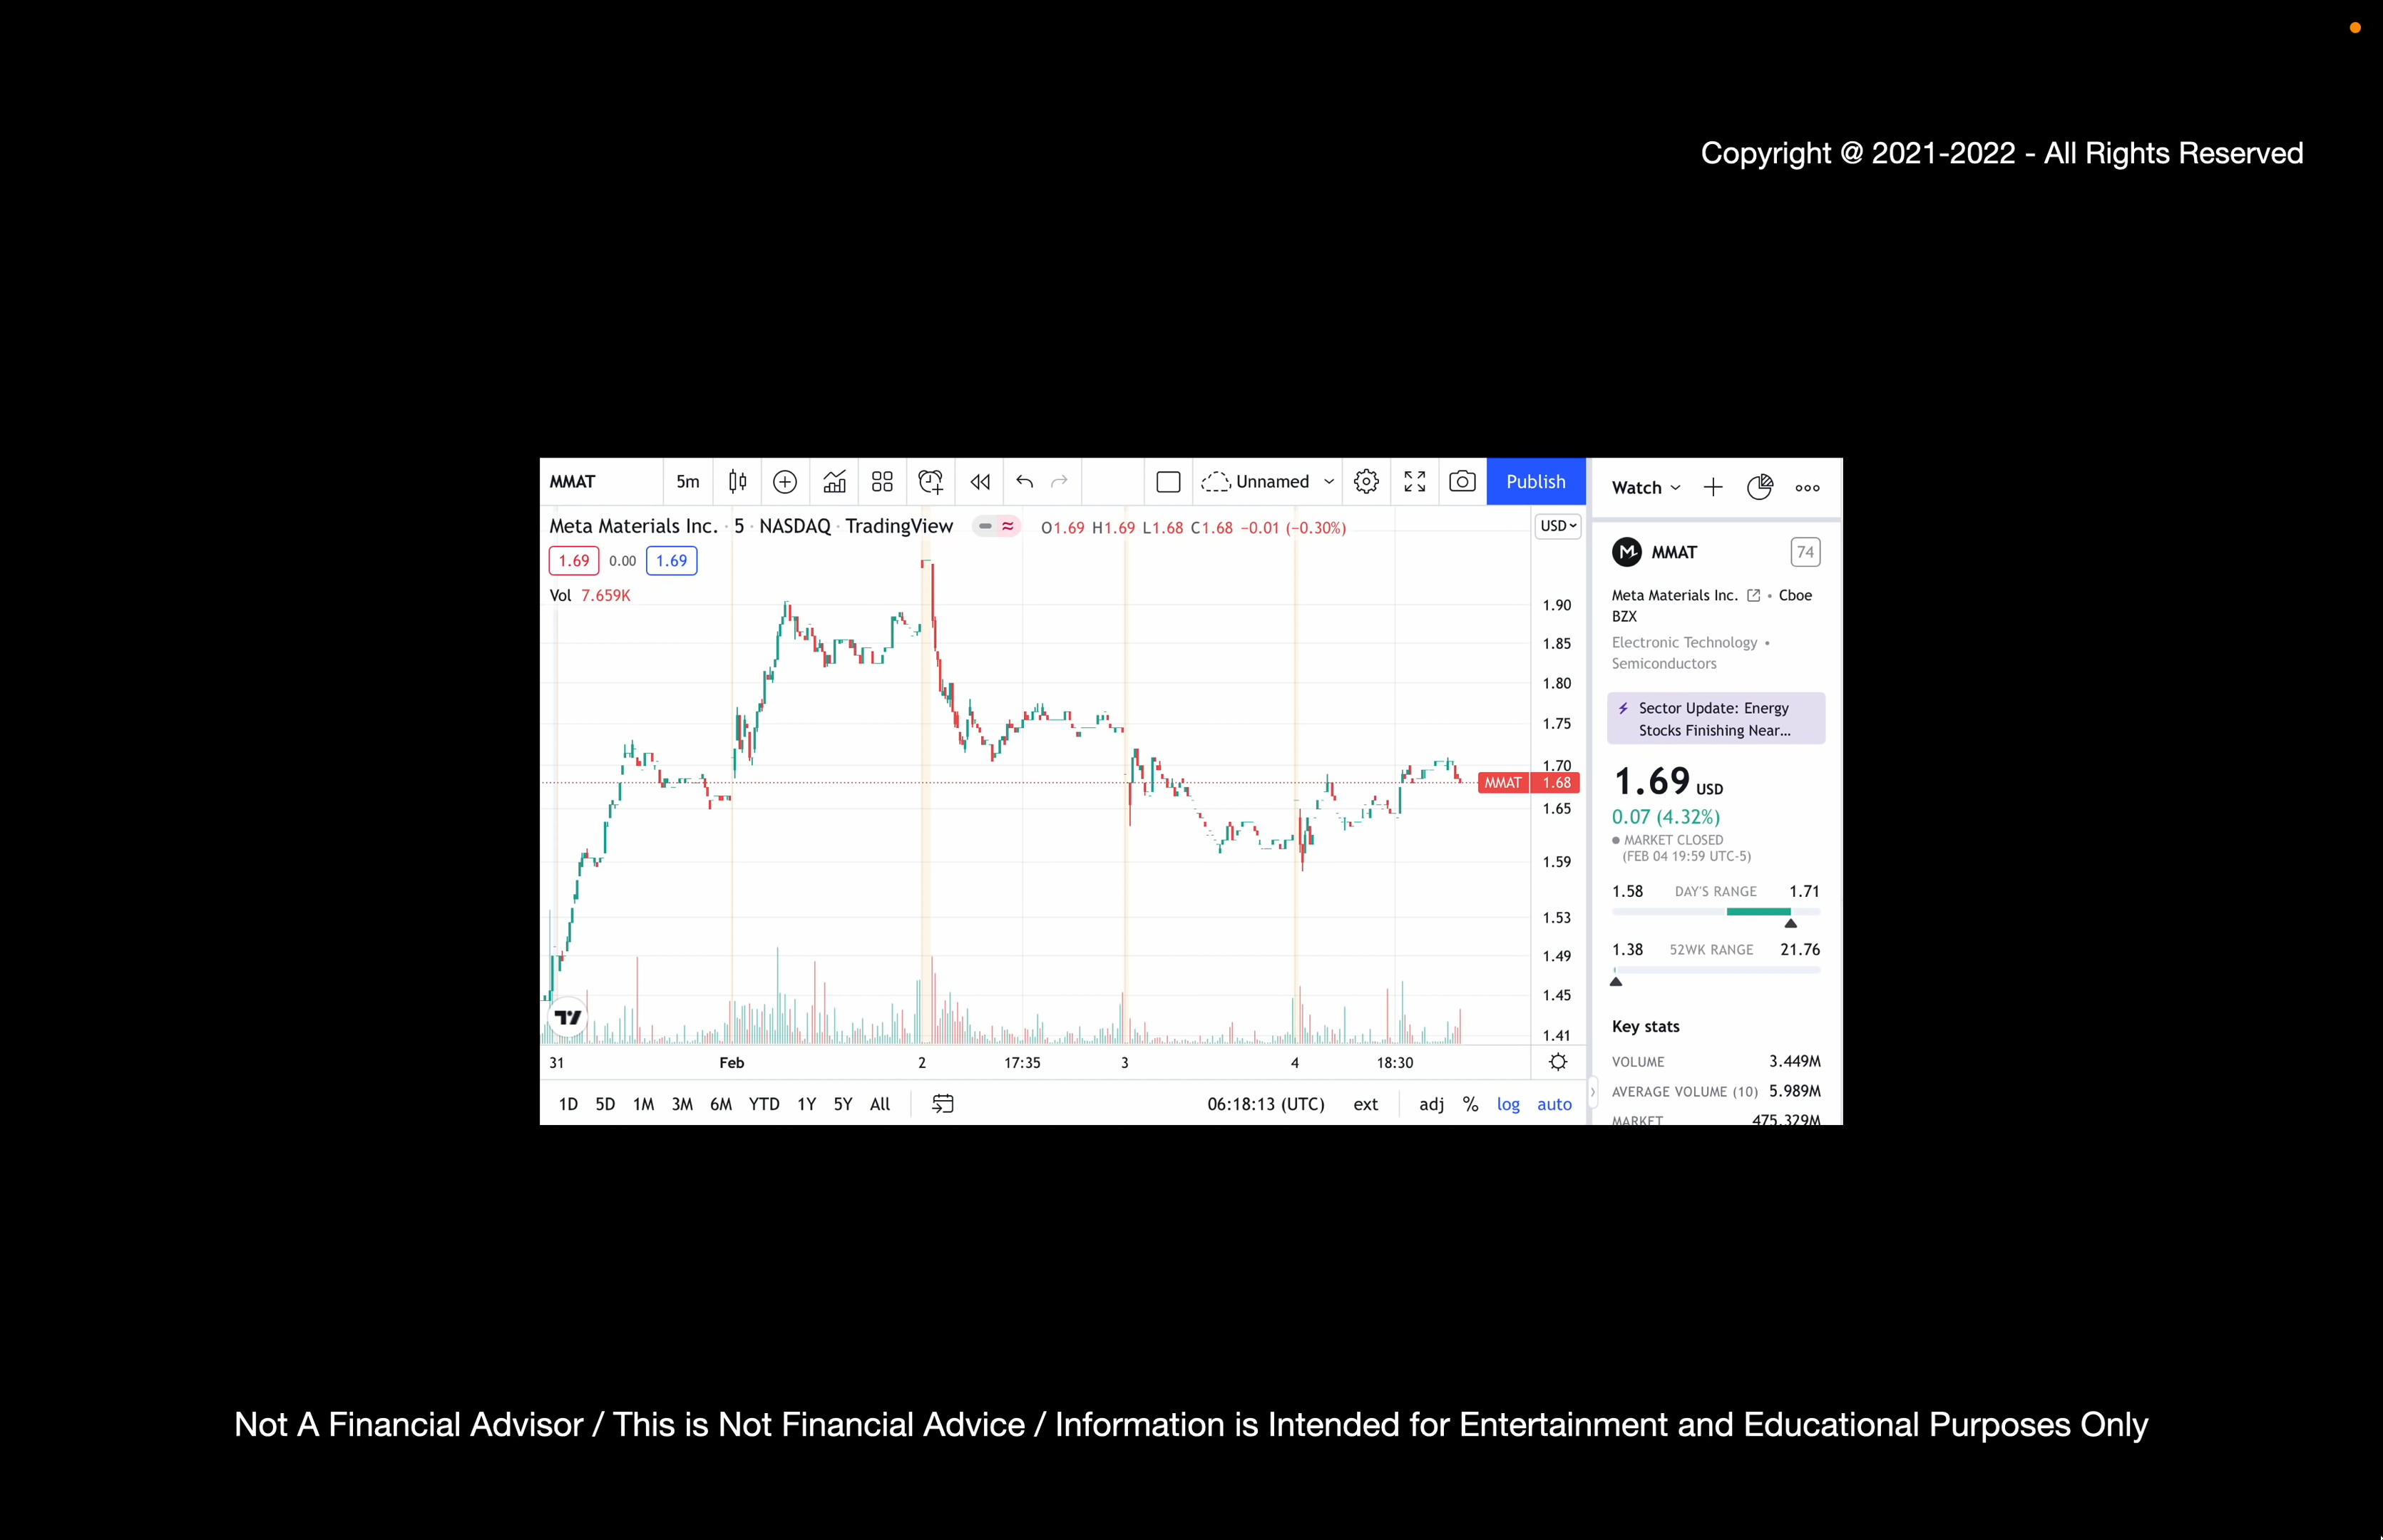 Copyright @ 2021-2022 - All Rights Reserved
MMAT 5m Unnamed Publish
Meta Materials Inc. · 5 · NASDAQ · TradingView O1.69 H1.69 L1.68 C1.68 −0.01 (−0.30%) USD
1.69 0.00 1.69
Vol 7.659K
1.90
1.85
1.80
1.75
1.70
MMAT 1.68
1.65
1.59
1.53
1.49
1.45
1.41
31 Feb 2 17:35 3 4 18:30
1D 5D 1M 3M 6M YTD 1Y 5Y All 06:18:13 (UTC) ext adj % log auto
Watch
MMAT 74
Meta Materials Inc. • Cboe
BZX
Electronic Technology •
Semiconductors
Sector Update: Energy
Stocks Finishing Near...
1.69 USD
0.07 (4.32%)
MARKET CLOSED
(FEB 04 19:59 UTC-5)
1.58 DAY'S RANGE 1.71
1.38 52WK RANGE 21.76
Key stats
VOLUME 3.449M
AVERAGE VOLUME (10) 5.989M
MARKET 475.329M
Not A Financial Advisor / This is Not Financial Advice / Information is Intended for Entertainment and Educational Purposes Only